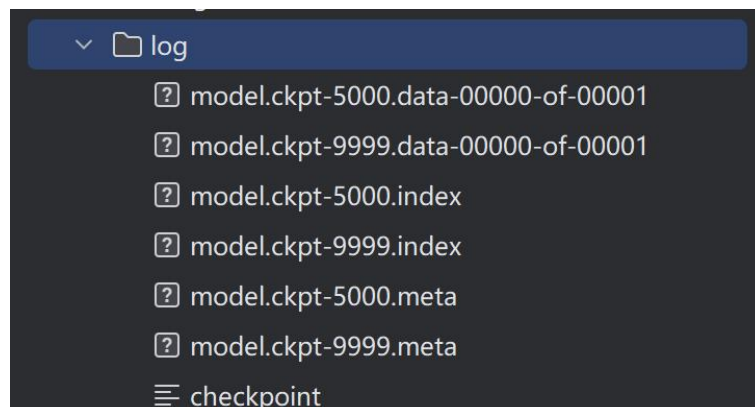 log
model.ckpt-5000.data-00000-of-00001
model.ckpt-9999.data-00000-of-00001
model.ckpt-5000.index
model.ckpt-9999.index
model.ckpt-5000.meta
model.ckpt-9999.meta
checkpoint